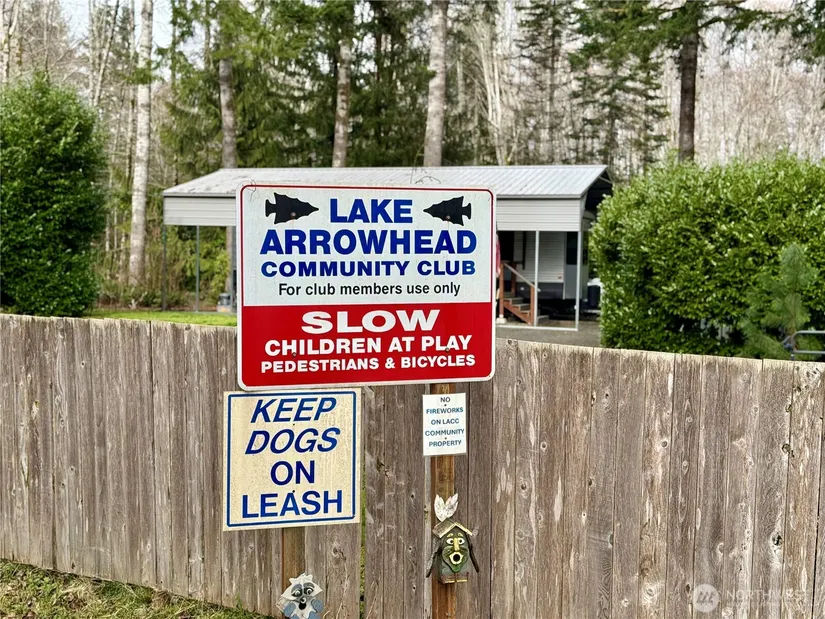 LAKE
ARROWHEAD
COMMUNITY CLUB
For club members use only
SLOW
CHILDREN AT PLAY
PEDESTRIANS & BICYCLES
KEEP
DOGS
ON
LEASH
NO
FIREWORKS
ON LACC
COMMUNITY
PROPERTY
NORTHWEST